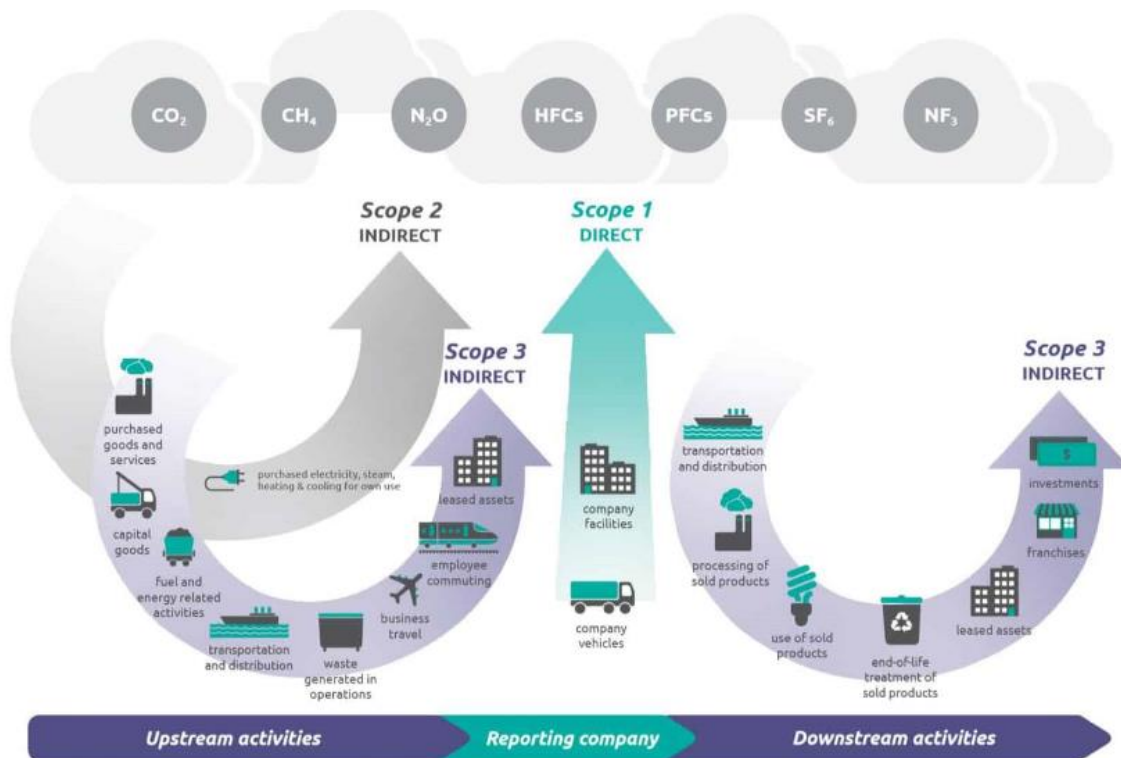 CO₂
CH₄
N₂O
HFCs
PFCs
SF₆
NF₃
Scope 2
INDIRECT
Scope 1
DIRECT
Scope 3
INDIRECT
Scope 3
INDIRECT
purchased
goods and
services
capital
goods
fuel and
energy related
activities
purchased electricity, steam,
heating & cooling for own use
transportation
and distribution
waste
generated in
operations
business
travel
employee
commuting
leased assets
company
facilities
company
vehicles
transportation
and distribution
processing of
sold products
use of sold
products
end-of-life
treatment of
sold products
leased assets
franchises
$
investments
Upstream activities
Reporting company
Downstream activities